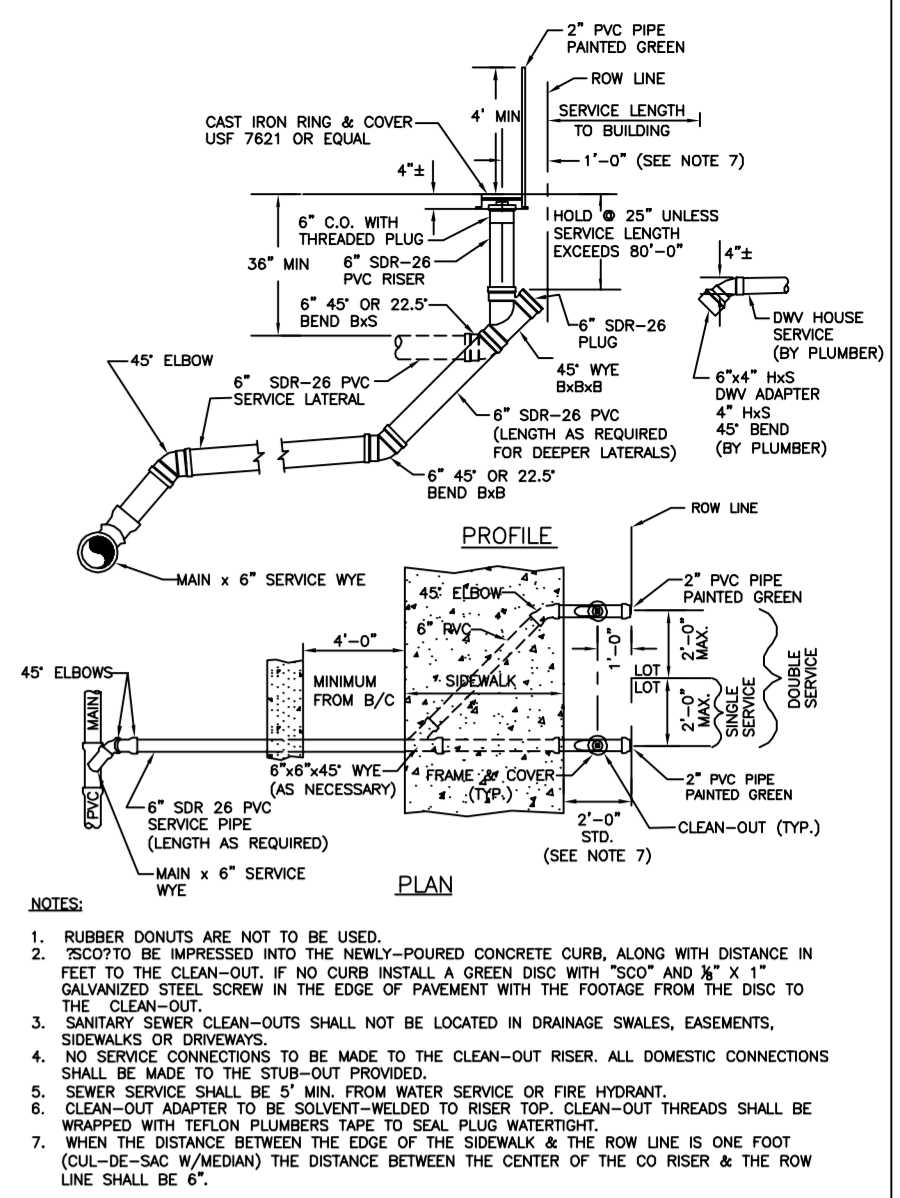 2" PVC PIPE
PAINTED GREEN
ROW LINE
CAST IRON RING & COVER
USF 7621 OR EQUAL
4' MIN
SERVICE LENGTH
TO BUILDING
1'-0" (SEE NOTE 7)
4"±
6" C.O. WITH
THREADED PLUG
HOLD @ 25" UNLESS
SERVICE LENGTH
EXCEEDS 80'-0"
36" MIN
6" SDR-26
PVC RISER
4"±
6" 45° OR 22.5°
BEND BxS
6" SDR-26
PLUG
DWV HOUSE
SERVICE
(BY PLUMBER)
45° ELBOW
6" SDR-26 PVC
SERVICE LATERAL
45° WYE
BxBxB
6"x4" HxS
DWV ADAPTER
4" HxS
45° BEND
(BY PLUMBER)
6" SDR-26 PVC
(LENGTH AS REQUIRED
FOR DEEPER LATERALS)
6" 45° OR 22.5°
BEND BxB
PROFILE
MAIN x 6" SERVICE WYE
ROW LINE
45° ELBOW
2" PVC PIPE
PAINTED GREEN
6" PVC
4'-0"
1'-0"
2'-0"
MAX.
DOUBLE
SERVICE
45° ELBOWS
MINIMUM
FROM B/C
SIDEWALK
LOT
LOT
2'-0"
MAX.
SINGLE
SERVICE
MAIN
PVC
6"x6"x45° WYE
(AS NECESSARY)
FRAME & COVER
(TYP.)
2" PVC PIPE
PAINTED GREEN
6" SDR 26 PVC
SERVICE PIPE
(LENGTH AS REQUIRED)
2'-0"
STD.
(SEE NOTE 7)
CLEAN-OUT (TYP.)
MAIN x 6" SERVICE
WYE
PLAN
NOTES:
1. RUBBER DONUTS ARE NOT TO BE USED.
2. ?SCO?TO BE IMPRESSED INTO THE NEWLY-POURED CONCRETE CURB, ALONG WITH DISTANCE IN
FEET TO THE CLEAN-OUT. IF NO CURB INSTALL A GREEN DISC WITH "SCO" AND ⅛" X 1"
GALVANIZED STEEL SCREW IN THE EDGE OF PAVEMENT WITH THE FOOTAGE FROM THE DISC TO
THE CLEAN-OUT.
3. SANITARY SEWER CLEAN-OUTS SHALL NOT BE LOCATED IN DRAINAGE SWALES, EASEMENTS,
SIDEWALKS OR DRIVEWAYS.
4. NO SERVICE CONNECTIONS TO BE MADE TO THE CLEAN-OUT RISER. ALL DOMESTIC CONNECTIONS
SHALL BE MADE TO THE STUB-OUT PROVIDED.
5. SEWER SERVICE SHALL BE 5' MIN. FROM WATER SERVICE OR FIRE HYDRANT.
6. CLEAN-OUT ADAPTER TO BE SOLVENT-WELDED TO RISER TOP. CLEAN-OUT THREADS SHALL BE
WRAPPED WITH TEFLON PLUMBERS TAPE TO SEAL PLUG WATERTIGHT.
7. WHEN THE DISTANCE BETWEEN THE EDGE OF THE SIDEWALK & THE ROW LINE IS ONE FOOT
(CUL-DE-SAC W/MEDIAN) THE DISTANCE BETWEEN THE CENTER OF THE CO RISER & THE ROW
LINE SHALL BE 6".